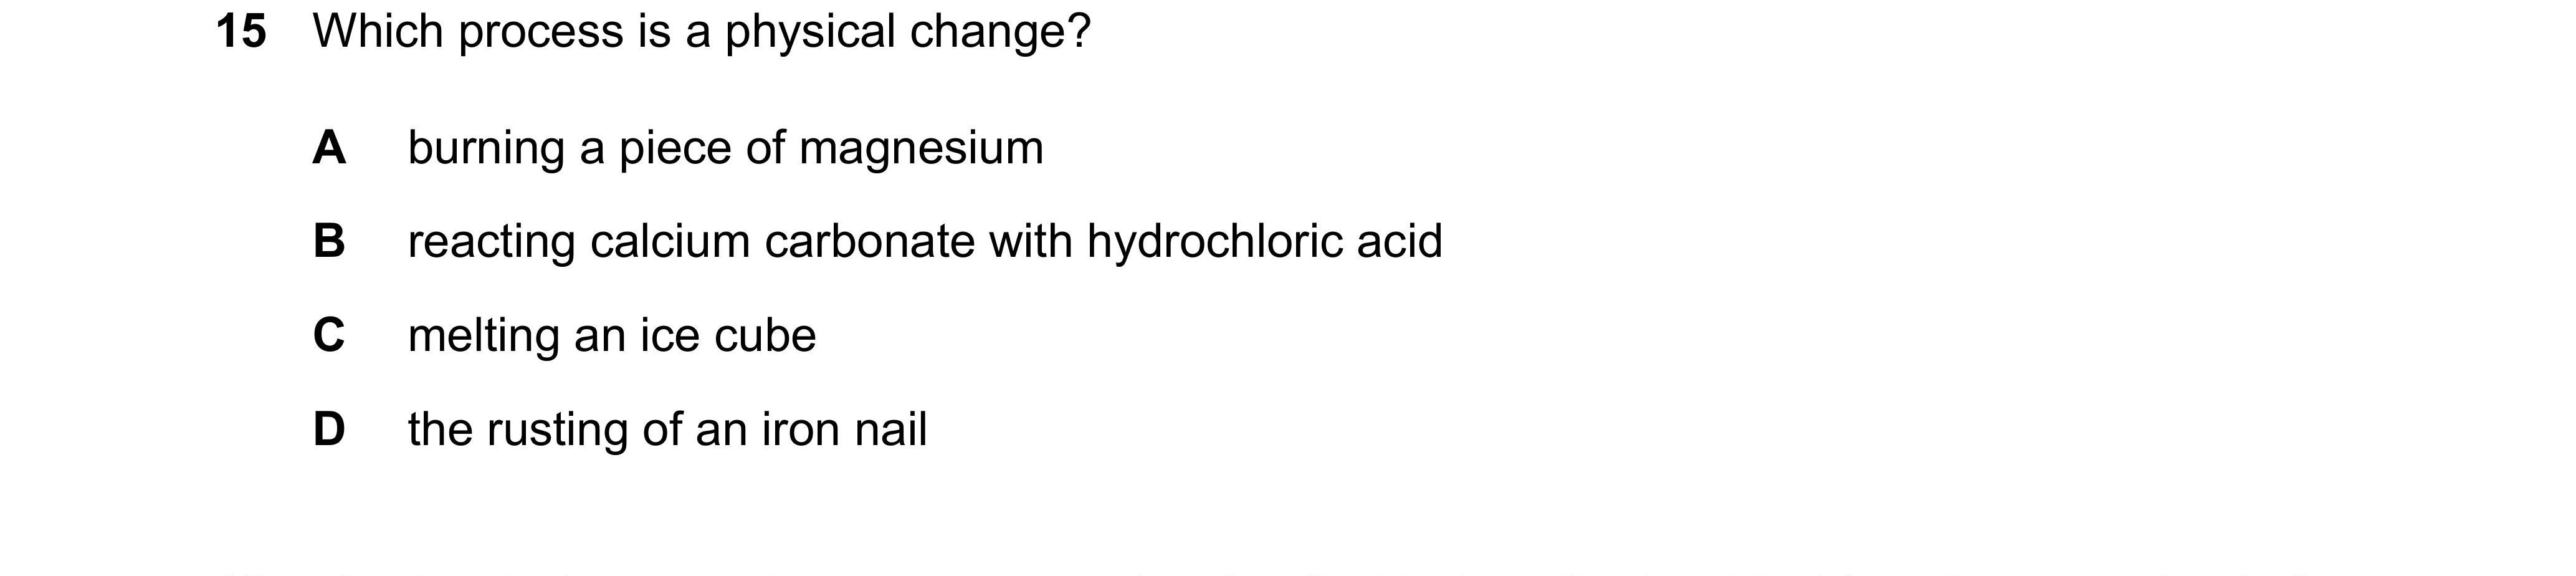 15 Which process is a physical change?
A burning a piece of magnesium
B reacting calcium carbonate with hydrochloric acid
C melting an ice cube
D the rusting of an iron nail